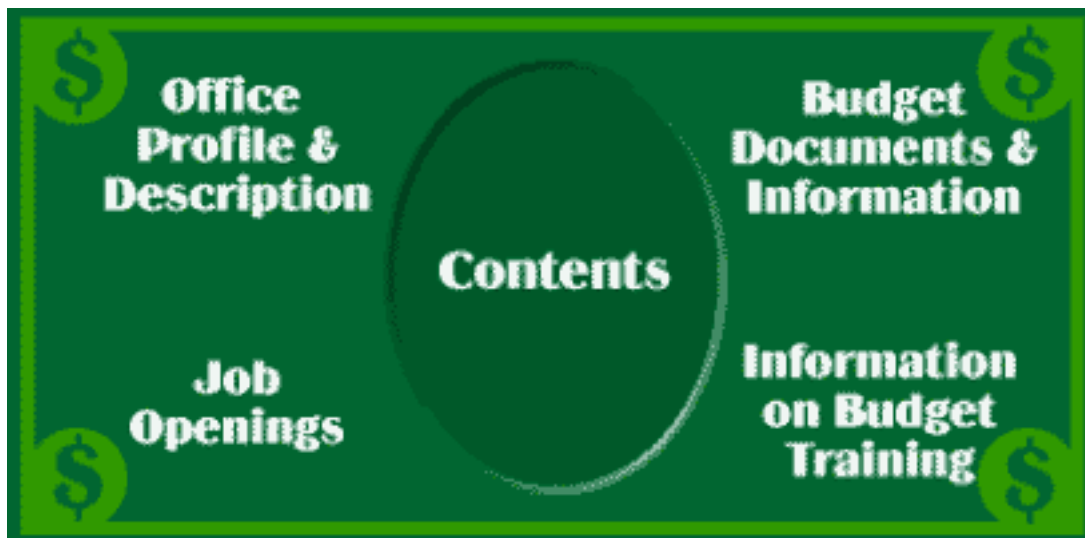 $
$
Office
Profile &
Description
Budget
Documents &
Information
Contents
Job
Openings
Information
on Budget
Training
$
$